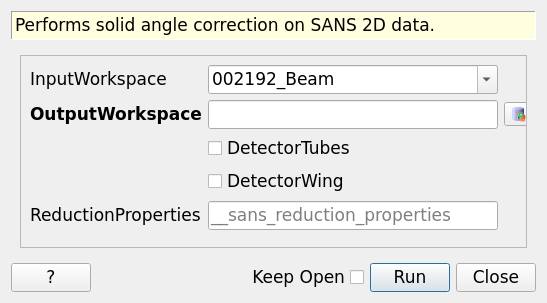 Performs solid angle correction on SANS 2D data.
InputWorkspace 002192_Beam
OutputWorkspace
DetectorTubes
DetectorWing
ReductionProperties __sans_reduction_properties
? Keep Open Run Close